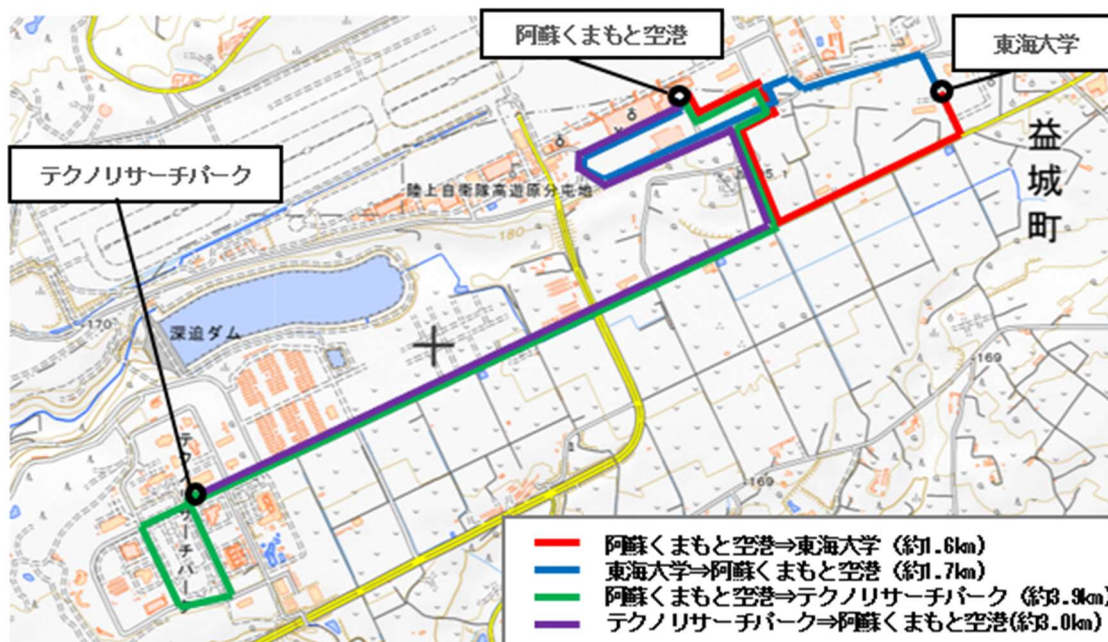 阿蘇くまもと空港
東海大学
益城町
テクノリサーチパーク
陸上自衛隊高遊原分屯地
180
170
深迫ダム
169
169
阿蘇くまもと空港⇒東海大学 (約1.6km)
東海大学⇒阿蘇くまもと空港 (約1.7km)
阿蘇くまもと空港⇒テクノリサーチパーク (約3.9km)
テクノリサーチパーク⇒阿蘇くまもと空港(約3.0km)